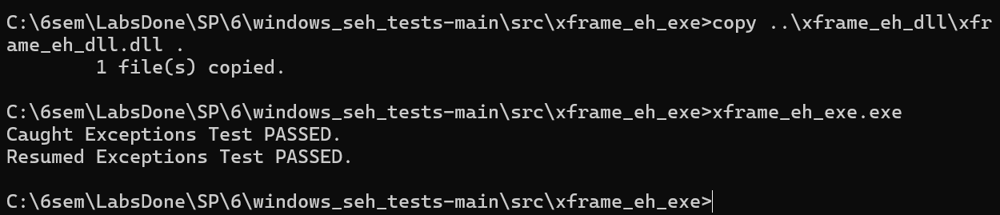 C:\6sem\LabsDone\SP\6\windows_seh_tests-main\src\xframe_eh_exe>copy ..\xframe_eh_dll\xfr
ame_eh_dll.dll .
        1 file(s) copied.

C:\6sem\LabsDone\SP\6\windows_seh_tests-main\src\xframe_eh_exe>xframe_eh_exe.exe
Caught Exceptions Test PASSED.
Resumed Exceptions Test PASSED.

C:\6sem\LabsDone\SP\6\windows_seh_tests-main\src\xframe_eh_exe>